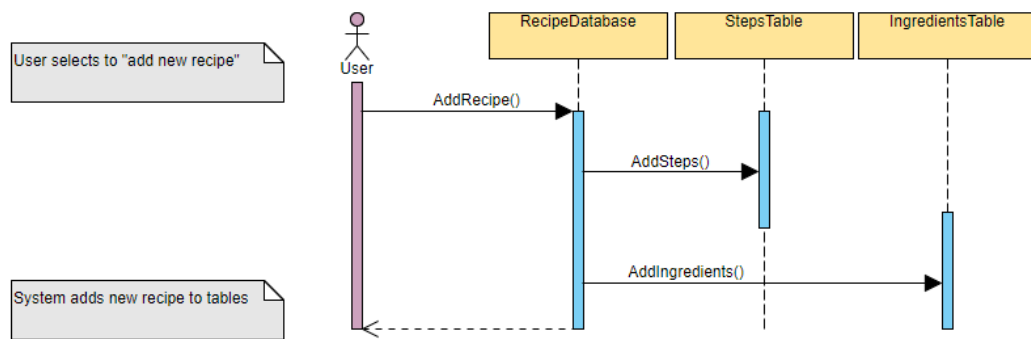 RecipeDatabase
StepsTable
IngredientsTable
User selects to "add new recipe"
User
AddRecipe()
AddSteps()
AddIngredients()
System adds new recipe to tables